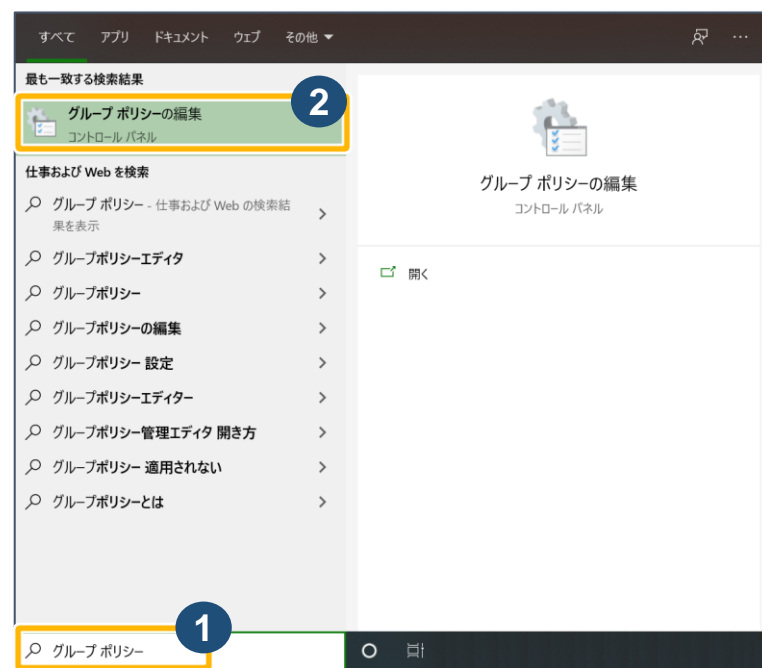 すべて アプリ ドキュメント ウェブ その他 ▼ ...
最も一致する検索結果
2
グループ ポリシーの編集
コントロール パネル
仕事および Web を検索
グループ ポリシー - 仕事および Web の検索結
果を表示
グループポリシーエディタ
グループポリシー
グループポリシーの編集
グループポリシー 設定
グループポリシーエディター
グループポリシー管理エディタ 開き方
グループポリシー 適用されない
グループポリシーとは
グループ ポリシーの編集
コントロール パネル
開く
1
グループ ポリシー